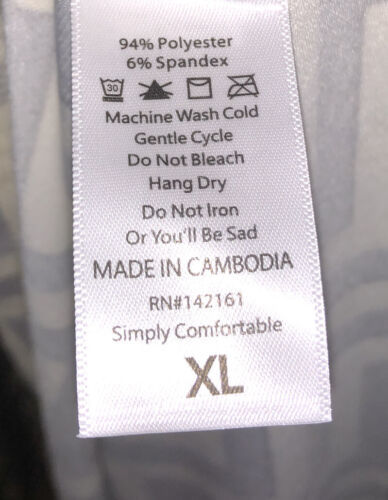 94% Polyester
6% Spandex
30
Machine Wash Cold
Gentle Cycle
Do Not Bleach
Hang Dry
Do Not Iron
Or You'll Be Sad
MADE IN CAMBODIA
RN#142161
Simply Comfortable
XL